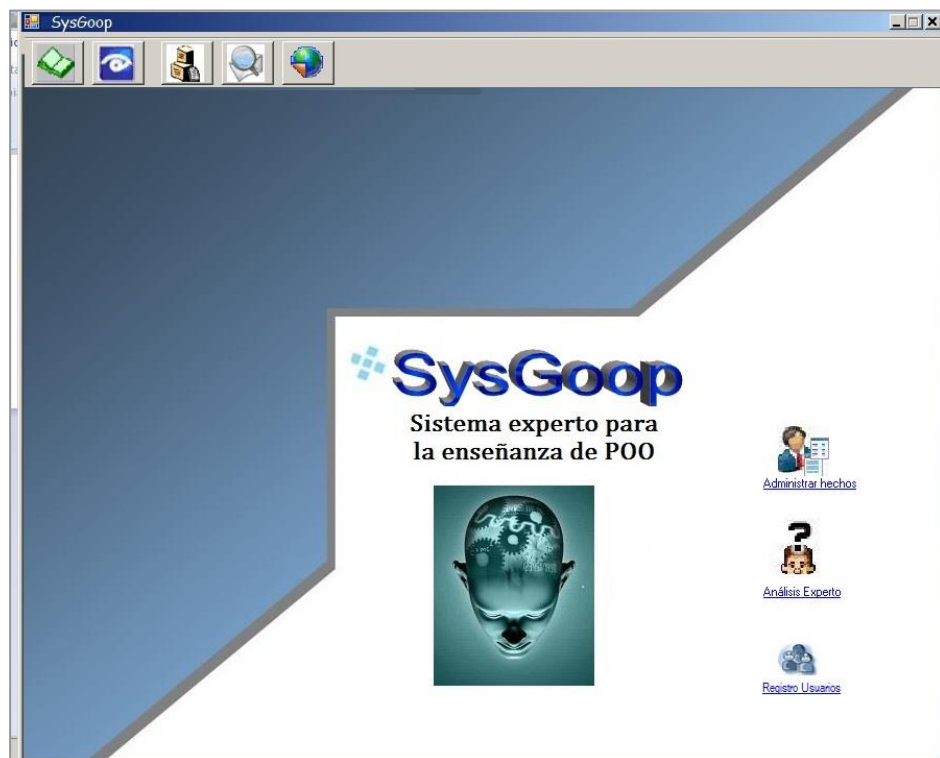 SysGoop
SysGoop
Sistema experto para
la enseñanza de POO
Administrar hechos
Análisis Experto
Registro Usuarios